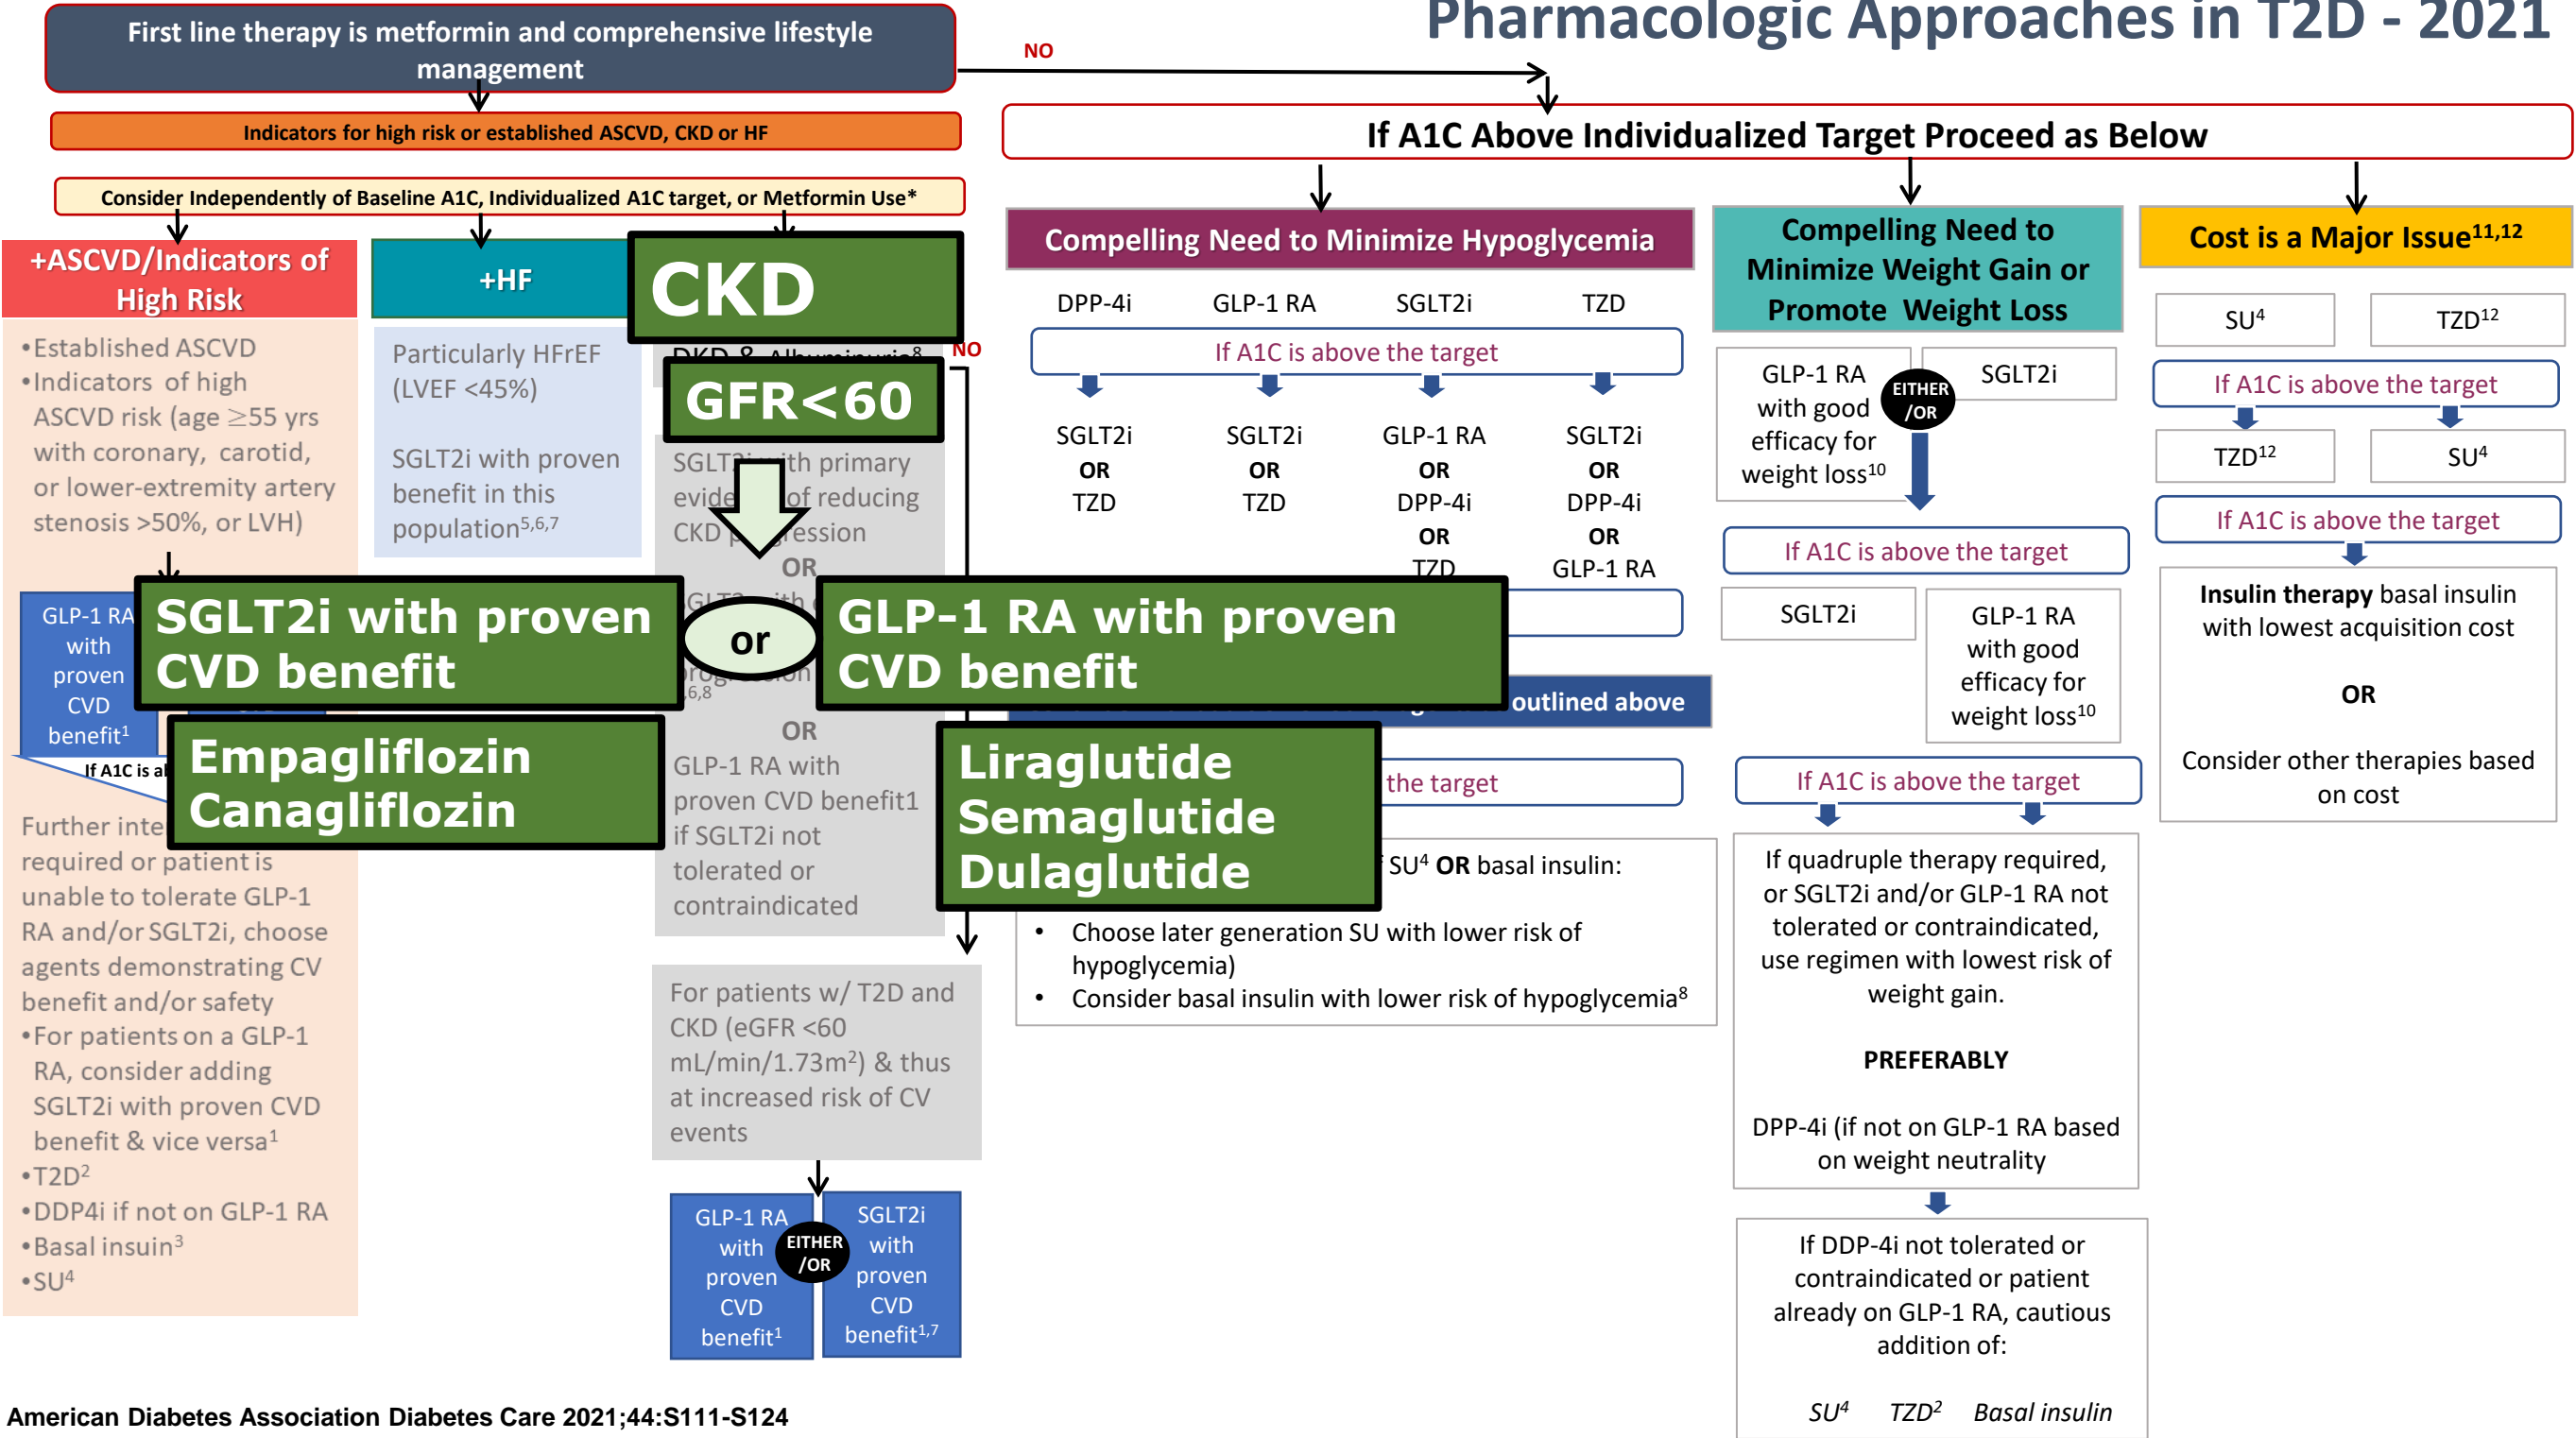 Pharmacologic Approaches in T2D - 2021
First line therapy is metformin and comprehensive lifestyle
management
NO
Indicators for high risk or established ASCVD, CKD or HF
Consider Independently of Baseline A1C, Individualized A1C target, or Metformin Use*
+ASCVD/Indicators of
High Risk
•Established ASCVD
•Indicators of high
ASCVD risk (age ≥55 yrs
with coronary, carotid,
or lower-extremity artery
stenosis >50%, or LVH)
GLP-1 RA
with
proven
CVD
benefit¹
If A1C is
Further
required or patient is
unable to tolerate GLP-1
RA and/or SGLT2i, choose
agents demonstrating CV
benefit and/or safety
•For patients on a GLP-1
RA, consider adding
SGLT2i with proven CVD
benefit & vice versa¹
•T2D²
•DDP4i if not on GLP-1 RA
•Basal insuin³
•SU⁴
+HF
Particularly HFrEF
(LVEF <45%)
SGLT2i with proven
benefit in this
population⁵,⁶,⁷
CKD
DKD & Albuminuria⁸
NO
GFR<60
SGLT2i with primary
of reducing
CKD
OR
SGLT2i with proven
CVD benefit
or
GLP-1 RA with proven
CVD benefit
,6,8
Empagliflozin
Canagliflozin
Liraglutide
Semaglutide
Dulaglutide
OR
GLP-1 RA with
proven CVD benefit1
if SGLT2i not
tolerated or
contraindicated
For patients w/ T2D and
CKD (eGFR <60
mL/min/1.73m²) & thus
at increased risk of CV
events
GLP-1 RA
with
proven
CVD
benefit¹
EITHER
/OR
SGLT2i
with
proven
CVD
benefit¹,⁷
If A1C Above Individualized Target Proceed as Below
Compelling Need to Minimize Hypoglycemia
DPP-4i GLP-1 RA SGLT2i TZD
If A1C is above the target
SGLT2i SGLT2i GLP-1 RA SGLT2i
OR OR OR OR
TZD TZD DPP-4i DPP-4i
OR OR
TZD GLP-1 RA
outlined above
the target
SU⁴ OR basal insulin:
• Choose later generation SU with lower risk of
hypoglycemia)
• Consider basal insulin with lower risk of hypoglycemia⁸
Compelling Need to
Minimize Weight Gain or
Promote Weight Loss
GLP-1 RA
with good
efficacy for
weight loss¹⁰
EITHER
/OR
SGLT2i
If A1C is above the target
SGLT2i
GLP-1 RA
with good
efficacy for
weight loss¹⁰
If A1C is above the target
If quadruple therapy required,
or SGLT2i and/or GLP-1 RA not
tolerated or contraindicated,
use regimen with lowest risk of
weight gain.
PREFERABLY
DPP-4i (if not on GLP-1 RA based
on weight neutrality
If DDP-4i not tolerated or
contraindicated or patient
already on GLP-1 RA, cautious
addition of:
SU⁴ TZD² Basal insulin
Cost is a Major Issue¹¹,¹²
SU⁴ TZD¹²
If A1C is above the target
TZD¹² SU⁴
If A1C is above the target
Insulin therapy basal insulin
with lowest acquisition cost
OR
Consider other therapies based
on cost
American Diabetes Association Diabetes Care 2021;44:S111-S124